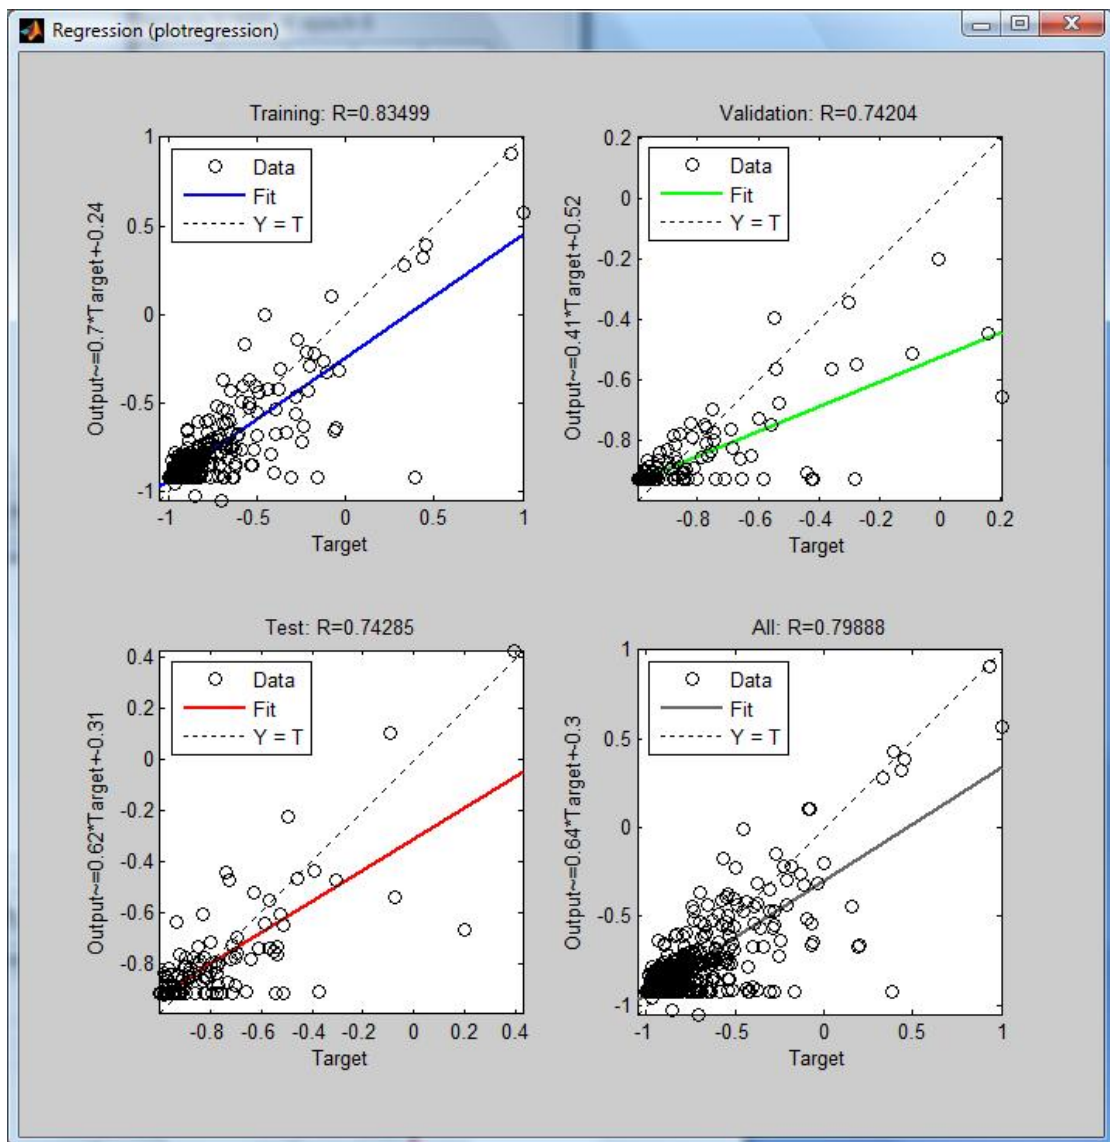 Regression (plotregression)
Training: R=0.83499
Output~=0.7*Target+-0.24
1
0.5
0
-0.5
-1
Data
Fit
Y = T
-1 -0.5 0 0.5 1
Target
Validation: R=0.74204
Output~=0.41*Target+-0.52
0.2
0
-0.2
-0.4
-0.6
-0.8
Data
Fit
Y = T
-0.8 -0.6 -0.4 -0.2 0 0.2
Target
Test: R=0.74285
Output~=0.62*Target+-0.31
0.4
0.2
0
-0.2
-0.4
-0.6
-0.8
Data
Fit
Y = T
-0.8 -0.6 -0.4 -0.2 0 0.2 0.4
Target
All: R=0.79888
Output~=0.64*Target+-0.3
1
0.5
0
-0.5
-1
Data
Fit
Y = T
-1 -0.5 0 0.5 1
Target